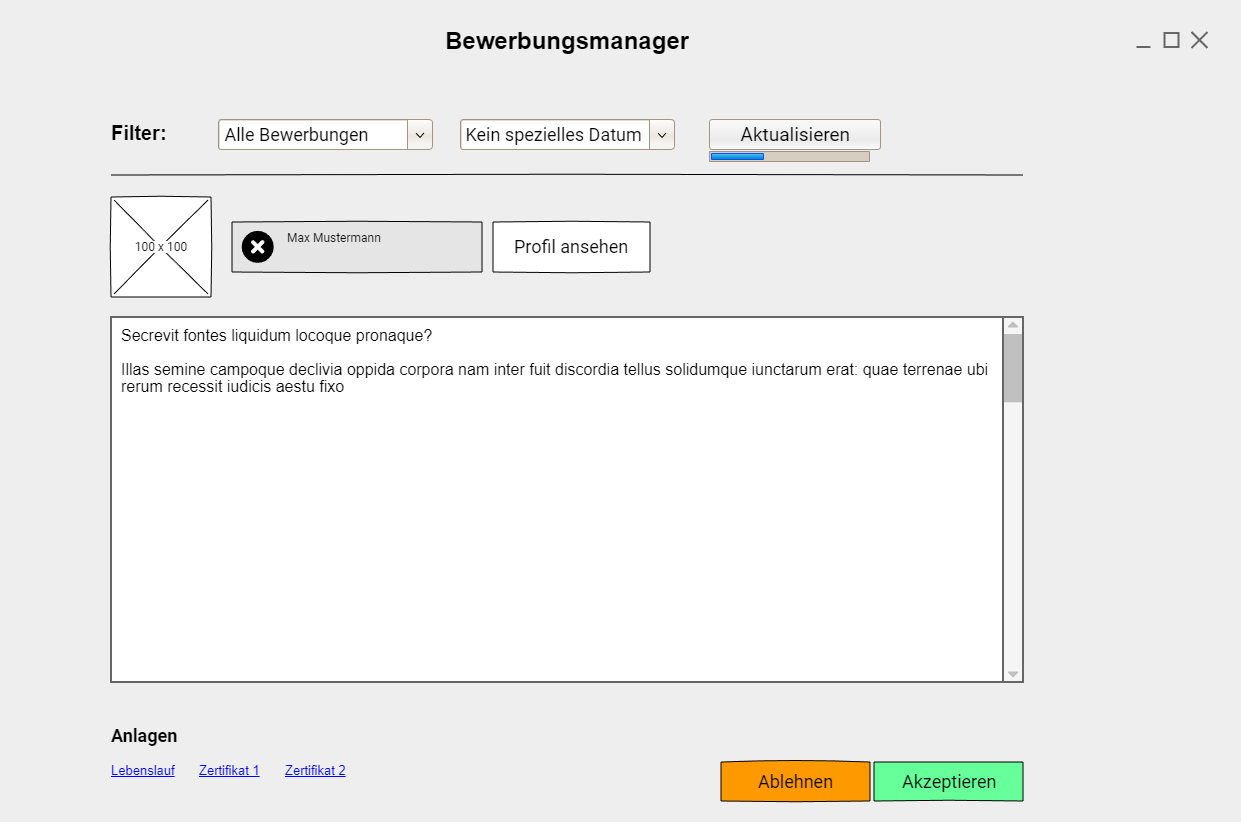 Bewerbungsmanager
Filter:
Alle Bewerbungen
Kein spezielles Datum
Aktualisieren
100 x 100
Max Mustermann
Profil ansehen
Secrevit fontes liquidum locoque pronaque?
Illas semine campoque declivia oppida corpora nam inter fuit discordia tellus solidumque iunctarum erat: quae terrenae ubi
rerum recessit iudicis aestu fixo
Anlagen
Lebenslauf
Zertifikat 1
Zertifikat 2
Ablehnen
Akzeptieren